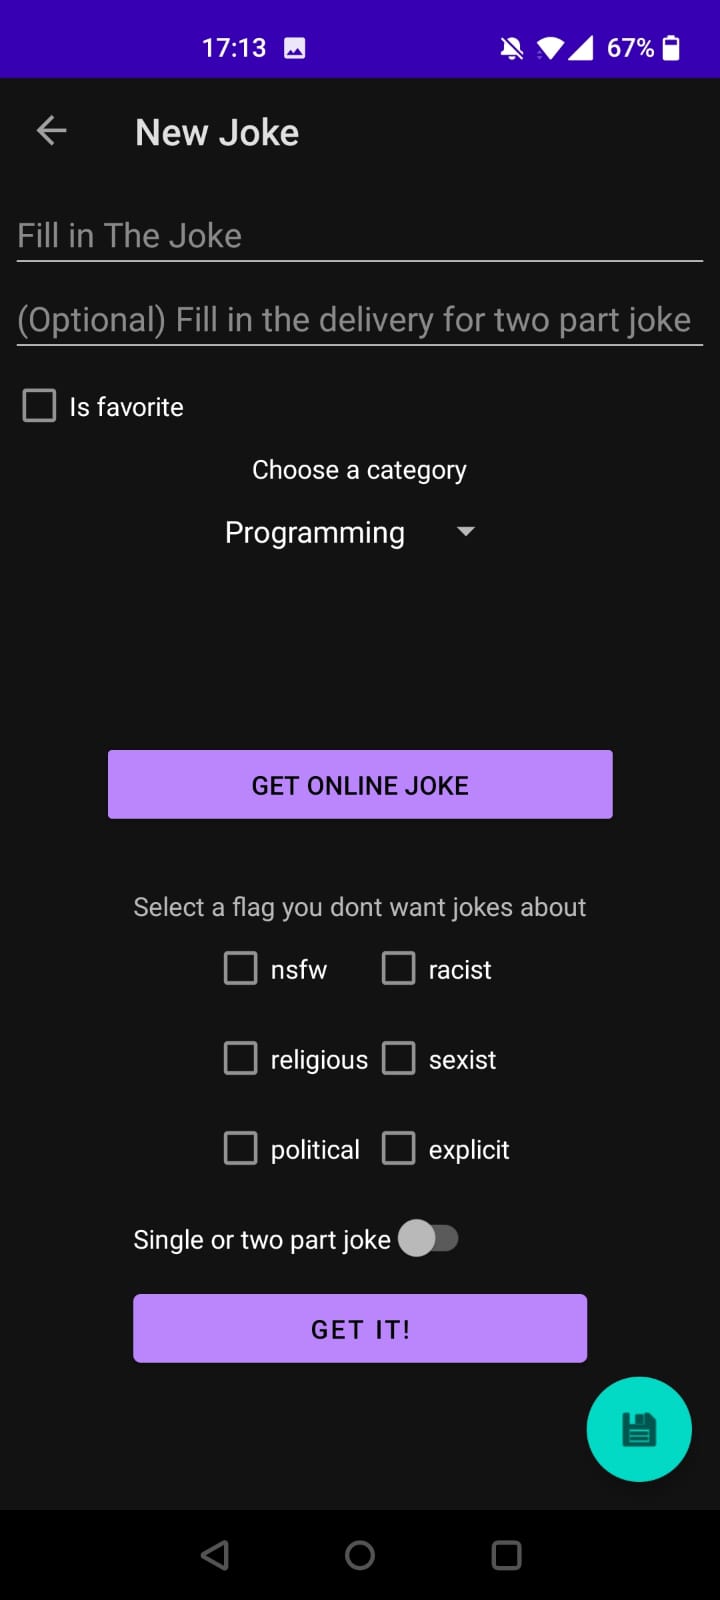 17:13 67%
New Joke
Fill in The Joke
(Optional) Fill in the delivery for two part joke
Is favorite
Choose a category
Programming
GET ONLINE JOKE
Select a flag you dont want jokes about
nsfw racist
religious sexist
political explicit
Single or two part joke
GET IT!